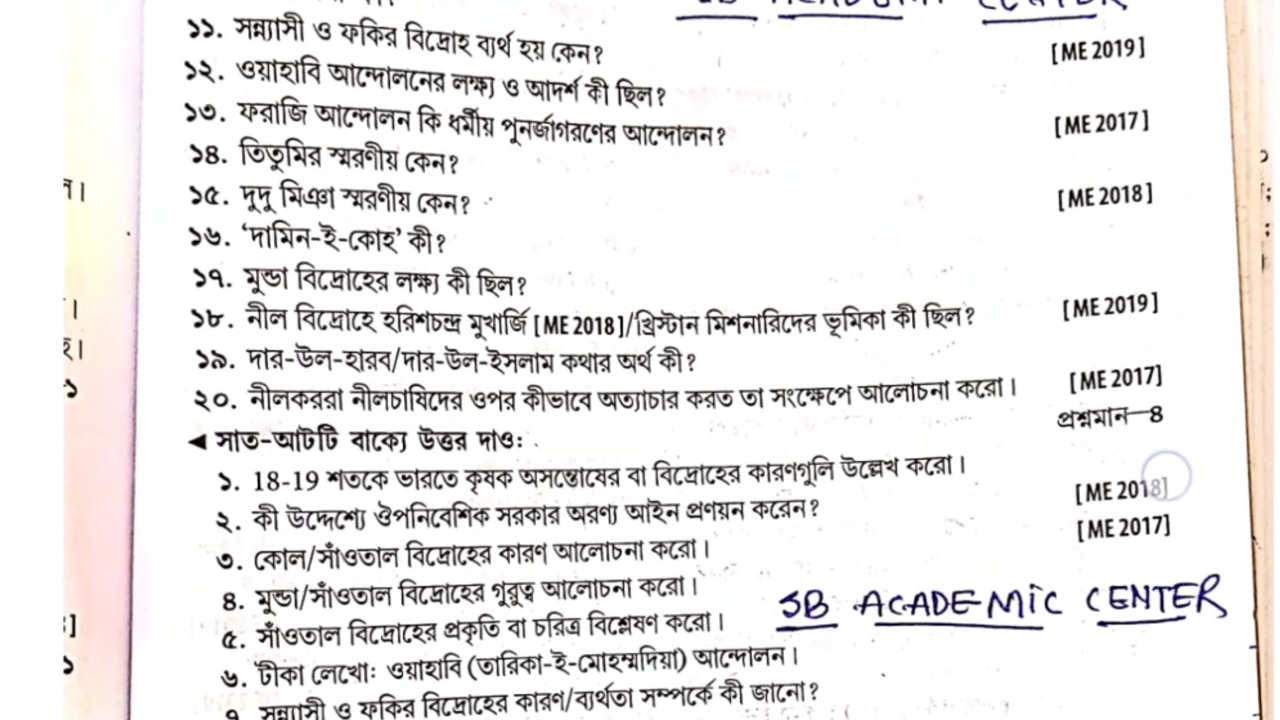 SB ACADEMIC CENTER
১১. সন্ন্যাসী ও ফকির বিদ্রোহ ব্যর্থ হয় কেন? [ME 2019]
১২. ওয়াহাবি আন্দোলনের লক্ষ্য ও আদর্শ কী ছিল?
১৩. ফরাজি আন্দোলন কি ধর্মীয় পুনর্জাগরণের আন্দোলন? [ME 2017]
১৪. তিতুমির স্মরণীয় কেন?
১৫. দুদু মিঞা স্মরণীয় কেন? [ME 2018]
১৬. ‘দামিন-ই-কোহ’ কী?
১৭. মুন্ডা বিদ্রোহের লক্ষ্য কী ছিল?
১৮. নীল বিদ্রোহে হরিশচন্দ্র মুখার্জি [ME 2018]/খ্রিস্টান মিশনারিদের ভূমিকা কী ছিল? [ME 2019]
১৯. দার-উল-হারব/দার-উল-ইসলাম কথার অর্থ কী?
২০. নীলকররা নীলচাষিদের ওপর কীভাবে অত্যাচার করত তা সংক্ষেপে আলোচনা করো। [ME 2017]
◄ সাত-আটটি বাক্যে উত্তর দাও: প্রশ্নমান—৪
১. 18-19 শতকে ভারতে কৃষক অসন্তোষের বা বিদ্রোহের কারণগুলি উল্লেখ করো।
২. কী উদ্দেশ্যে ঔপনিবেশিক সরকার অরণ্য আইন প্রণয়ন করেন? [ME 2018]
৩. কোল/সাঁওতাল বিদ্রোহের কারণ আলোচনা করো। [ME 2017]
৪. মুন্ডা/সাঁওতাল বিদ্রোহের গুরুত্ব আলোচনা করো।
৫. সাঁওতাল বিদ্রোহের প্রকৃতি বা চরিত্র বিশ্লেষণ করো।
SB ACADEMIC CENTER
৬. টীকা লেখো: ওয়াহাবি (তারিকা-ই-মোহম্মদিয়া) আন্দোলন।
৭. সন্ন্যাসী ও ফকির বিদ্রোহের কারণ/ব্যর্থতা সম্পর্কে কী জানো?